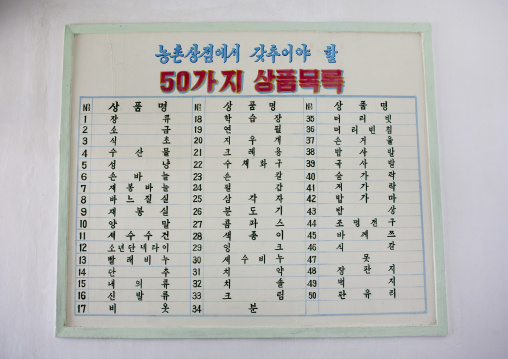 농촌상점에서 갖추어야 할
50가지 상품목록
№ 상품명
1 장류
2 소금
3 식초
4 수산물
5 성냥
6 손바늘
7 재봉바늘
8 바느질실
9 재봉실
10 양말
11 세수수건
12 소년단넥타이
13 빨래비누
14 단추
15 내의류
16 신발류
17 비옷
№ 상품명
18 학습장
19 연필
20 지우개
21 크레용
22 수채화구
23 손칼
24 필갑
25 삼각자
26 분도기
27 콤파스
28 색종이
29 잉크
30 세수비누
31 치약
32 치솔
33 크림
34 분
№ 상품명
35 머리빗
36 머리빈침
37 손거울
38 밥사발
39 국사발
40 숟가락
41 저가락
42 밥가마
43 밥상
44 조명전구
45 바께쯔
46 식칼
47 못
48 장판지
49 벽지
50 판유리